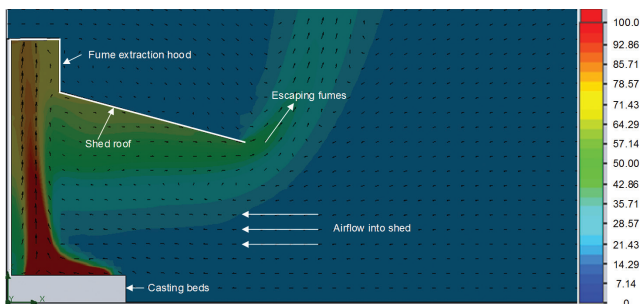 Fume extraction hood
Escaping fumes
Shed roof
Airflow into shed
Casting beds
Y
X
100.0
92.86
85.71
78.57
71.43
64.29
57.14
50.00
42.86
35.71
28.57
21.43
14.29
7.14
0